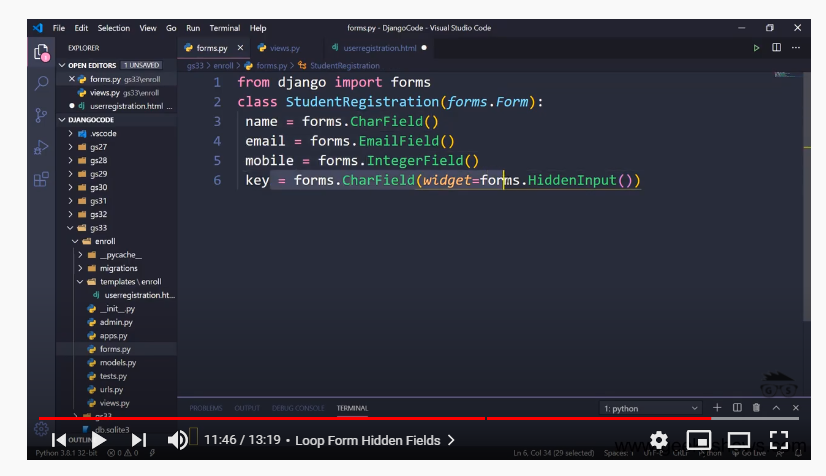 File Edit Selection View Go Run Terminal Help forms.py - DjangoCode - Visual Studio Code
EXPLORER
forms.py
views.py
userregistration.html
OPEN EDITORS 1 UNSAVED
gs33 > enroll > forms.py > StudentRegistration
forms.py gs33\enroll
views.py gs33\enroll
userregistration.html ...
DJANGOCODE
.vscode
gs27
gs28
gs29
gs30
gs31
gs32
gs33
enroll
__pycache__
migrations
templates \ enroll
userregistration.ht...
__init__.py
admin.py
apps.py
forms.py
models.py
tests.py
urls.py
views.py
gs33
db.sqlite3
OUTLINE
1 from django import forms
2 class StudentRegistration(forms.Form):
3 name = forms.CharField()
4 email = forms.EmailField()
5 mobile = forms.IntegerField()
6 key = forms.CharField(widget=forms.HiddenInput())
PROBLEMS OUTPUT DEBUG CONSOLE TERMINAL
1: python
11:46 / 13:19 • Loop Form Hidden Fields >
Python 3.8.1 32-bit 0 0
Ln 6, Col 34 (29 selected) Spaces: 1 UTF-8 CRLF Python Go Live